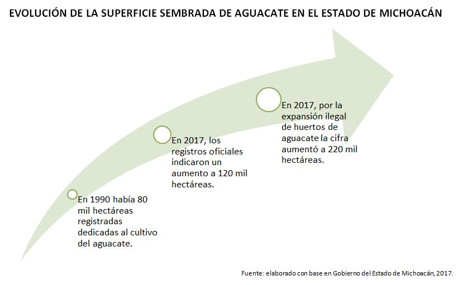 EVOLUCIÓN DE LA SUPERFICIE SEMBRADA DE AGUACATE EN EL ESTADO DE MICHOACÁN
En 1990 había 80
mil hectáreas
registradas
dedicadas al cultivo
del aguacate.
En 2017, los
registros oficiales
indicaron un
aumento a 120 mil
hectáreas.
En 2017, por la
expansión ilegal
de huertos de
aguacate la cifra
aumentó a 220 mil
hectáreas.
Fuente: elaborado con base en Gobierno del Estado de Michoacán, 2017.